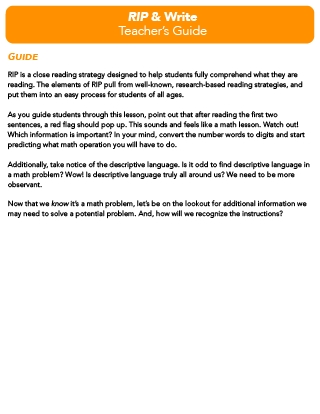 RIP & Write
Teacher's Guide
GUIDE
RIP is a close reading strategy designed to help students fully comprehend what they are
reading. The elements of RIP pull from well-known, research-based reading strategies, and
put them into an easy process for students of all ages.
As you guide students through this lesson, point out that after reading the first two
sentences, a red flag should pop up. This sounds and feels like a math lesson. Watch out!
Which information is important? In your mind, convert the number words to digits and start
predicting what math operation you will have to do.
Additionally, take notice of the descriptive language. Is it odd to find descriptive language in
a math problem? Wow! Is descriptive language truly all around us? We need to be more
observant.
Now that we know it's a math problem, let's be on the lookout for additional information we
may need to solve a potential problem. And, how will we recognize the instructions?